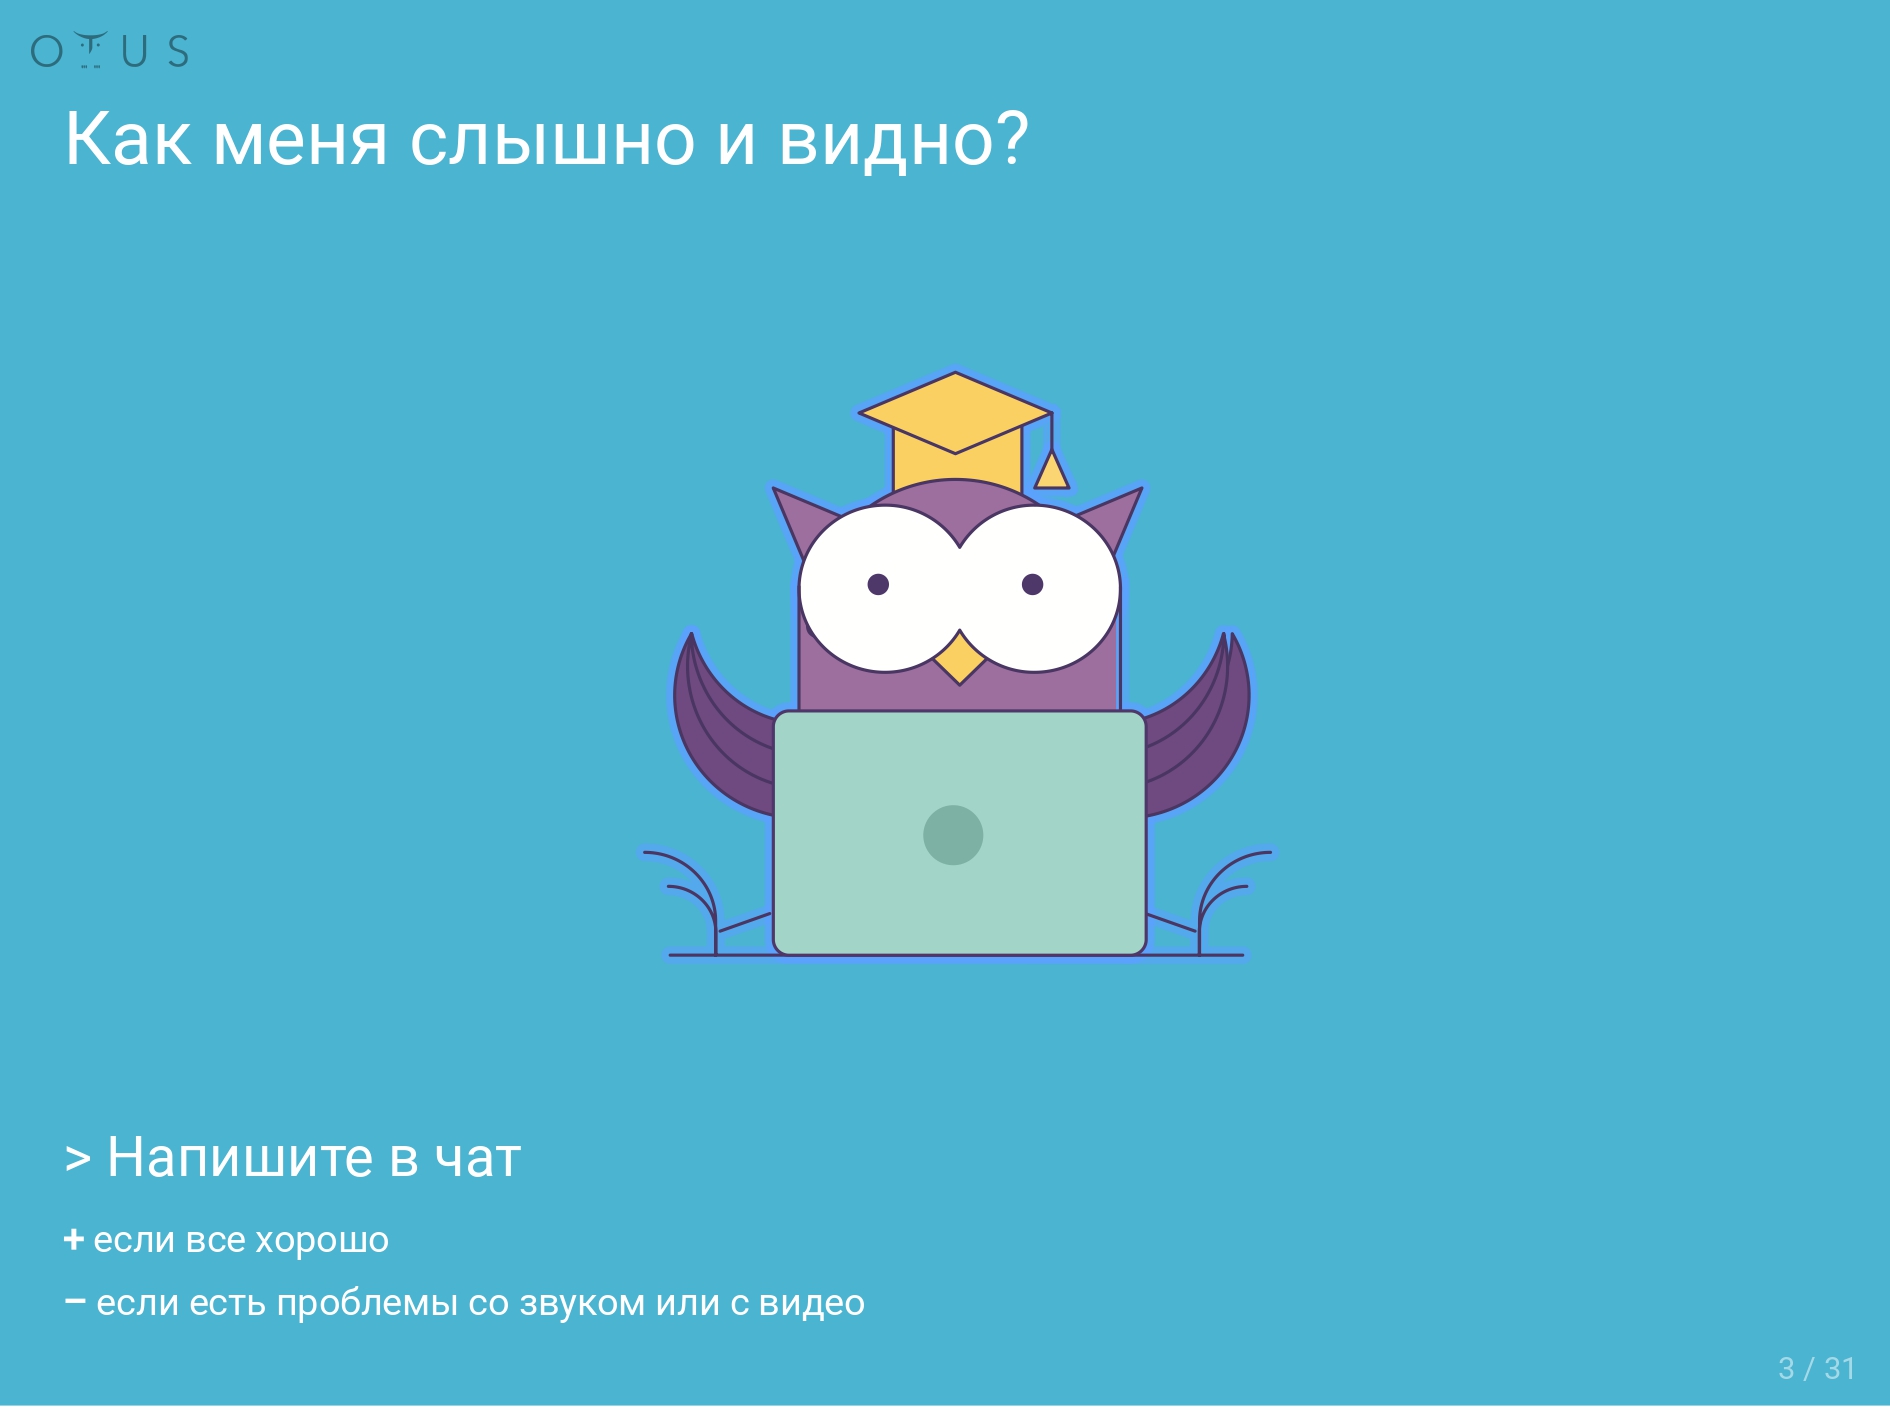 OTUS
Как меня слышно и видно?
> Напишите в чат
+ если все хорошо
– если есть проблемы со звуком или с видео
3 / 31